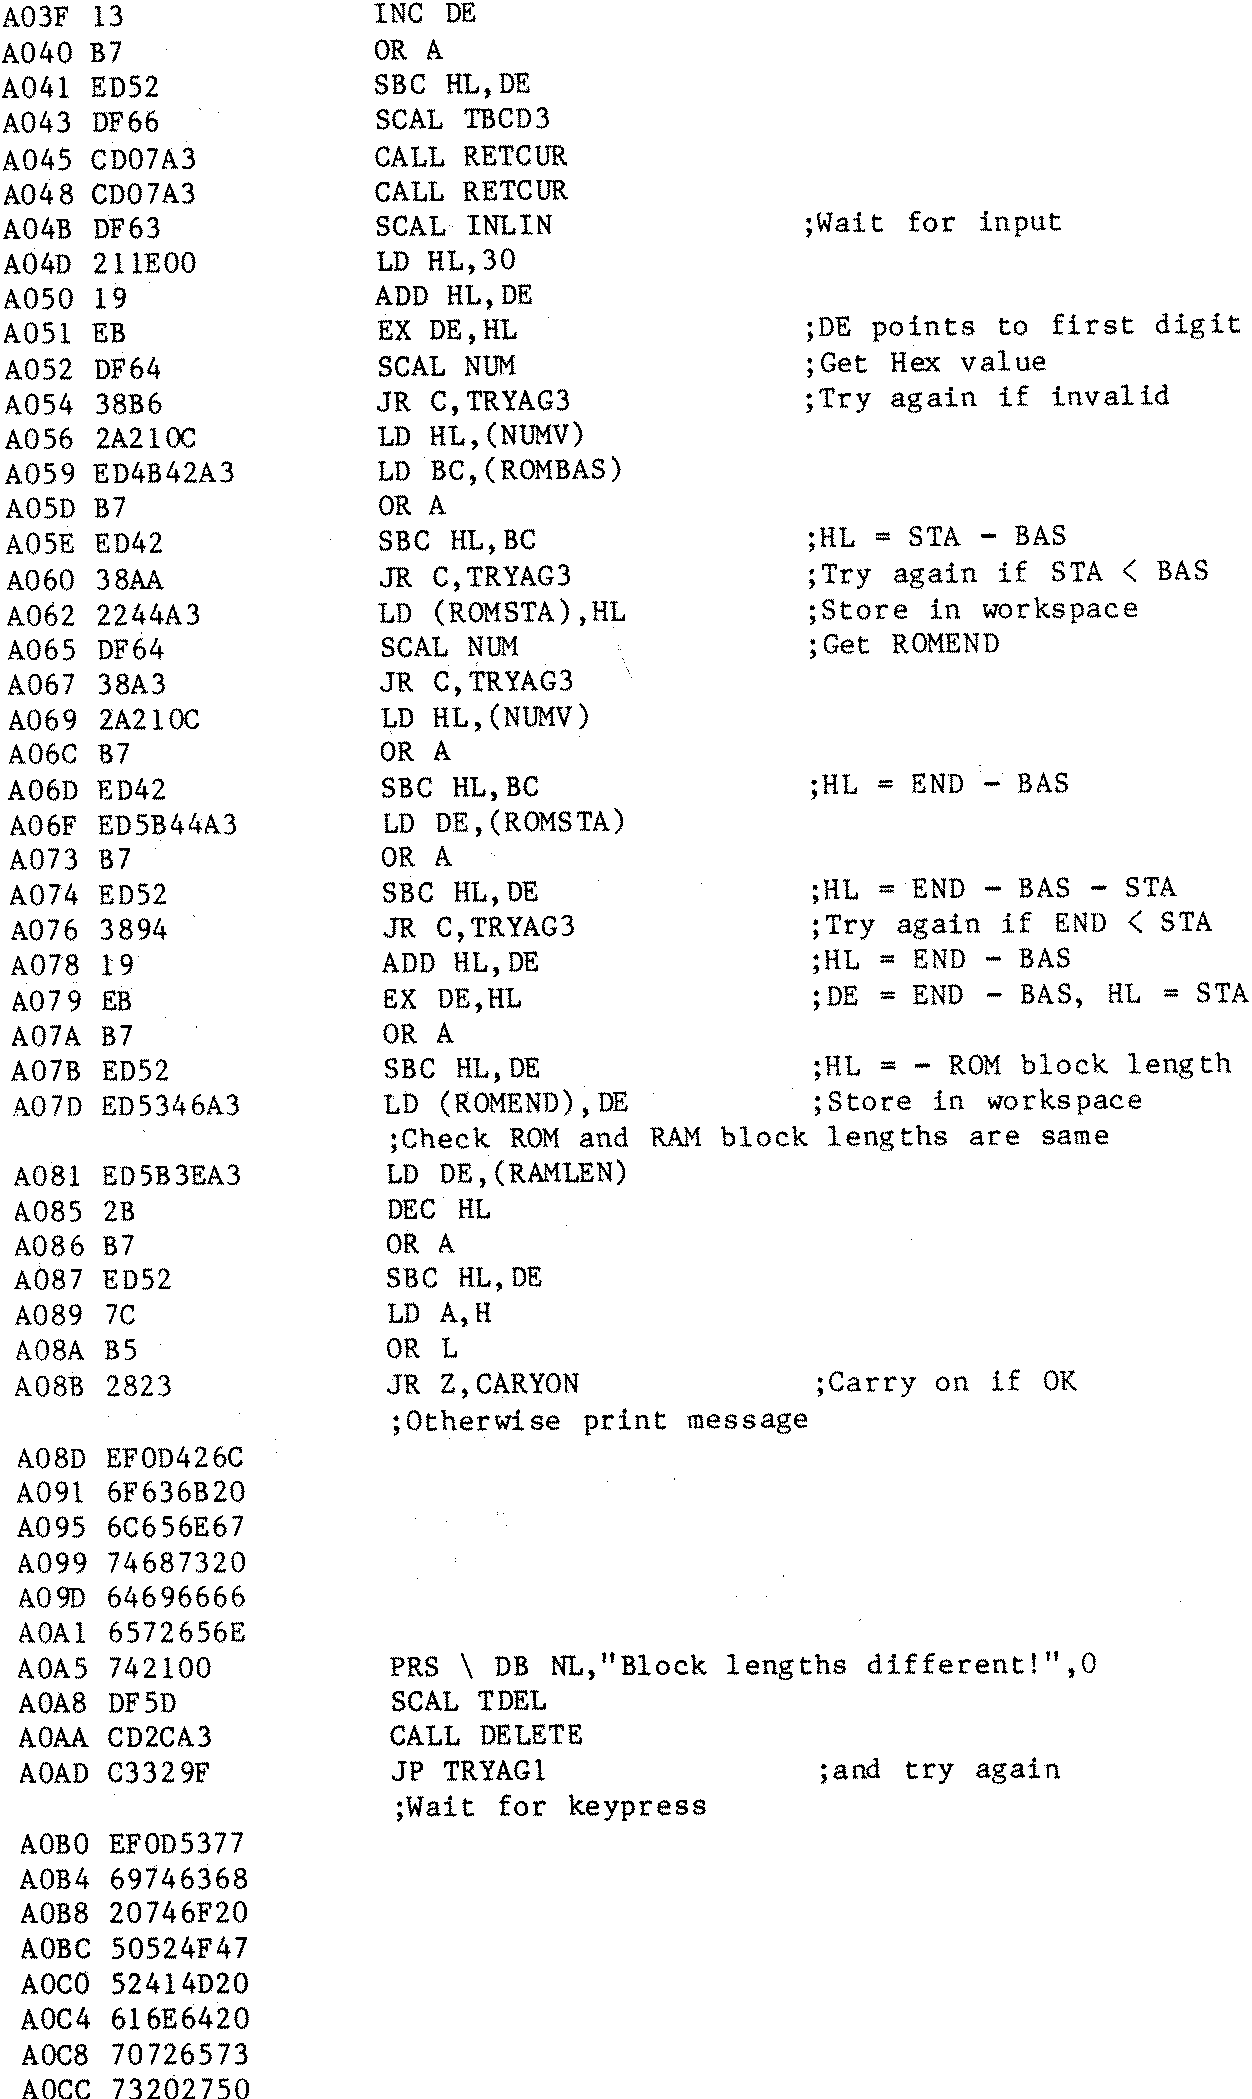 A03F 13 INC DE
A040 B7 OR A
A041 ED52 SBC HL,DE
A043 DF66 SCAL TBCD3
A045 CD07A3 CALL RETCUR
A048 CD07A3 CALL RETCUR
A04B DF63 SCAL INLIN ;Wait for input
A04D 211E00 LD HL,30
A050 19 ADD HL,DE
A051 EB EX DE,HL ;DE points to first digit
A052 DF64 SCAL NUM ;Get Hex value
A054 38B6 JR C,TRYAG3 ;Try again if invalid
A056 2A210C LD HL,(NUMV)
A059 ED4B42A3 LD BC,(ROMBAS)
A05D B7 OR A
A05E ED42 SBC HL,BC ;HL = STA - BAS
A060 38AA JR C,TRYAG3 ;Try again if STA < BAS
A062 2244A3 LD (ROMSTA),HL ;Store in workspace
A065 DF64 SCAL NUM ;Get ROMEND
A067 38A3 JR C,TRYAG3
A069 2A210C LD HL,(NUMV)
A06C B7 OR A
A06D ED42 SBC HL,BC ;HL = END - BAS
A06F ED5B44A3 LD DE,(ROMSTA)
A073 B7 OR A
A074 ED52 SBC HL,DE ;HL = END - BAS - STA
A076 3894 JR C,TRYAG3 ;Try again if END < STA
A078 19 ADD HL,DE ;HL = END - BAS
A079 EB EX DE,HL ;DE = END - BAS, HL = STA
A07A B7 OR A
A07B ED52 SBC HL,DE ;HL = - ROM block length
A07D ED5346A3 LD (ROMEND),DE ;Store in workspace
;Check ROM and RAM block lengths are same
A081 ED5B3EA3 LD DE,(RAMLEN)
A085 2B DEC HL
A086 B7 OR A
A087 ED52 SBC HL,DE
A089 7C LD A,H
A08A B5 OR L
A08B 2823 JR Z,CARYON ;Carry on if OK
;Otherwise print message
A08D EF0D426C
A091 6F636B20
A095 6C656E67
A099 74687320
A09D 64696666
A0A1 6572656E
A0A5 742100 PRS \ DB NL,"Block lengths different!",0
A0A8 DF5D SCAL TDEL
A0AA CD2CA3 CALL DELETE
A0AD C3329F JP TRYAG1 ;and try again
;Wait for keypress
A0B0 EF0D5377
A0B4 69746368
A0B8 20746F20
A0BC 50524F47
A0C0 52414D20
A0C4 616E6420
A0C8 70726573
A0CC 73202750